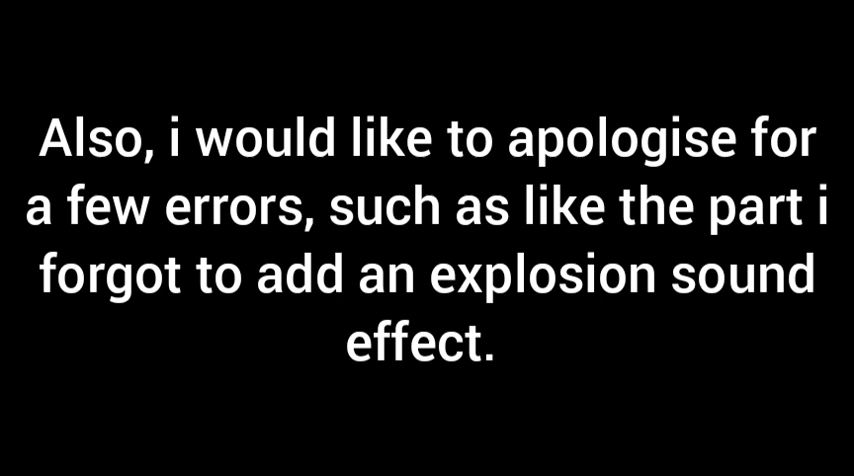 Also, i would like to apologise for
a few errors, such as like the part i
forgot to add an explosion sound
effect.